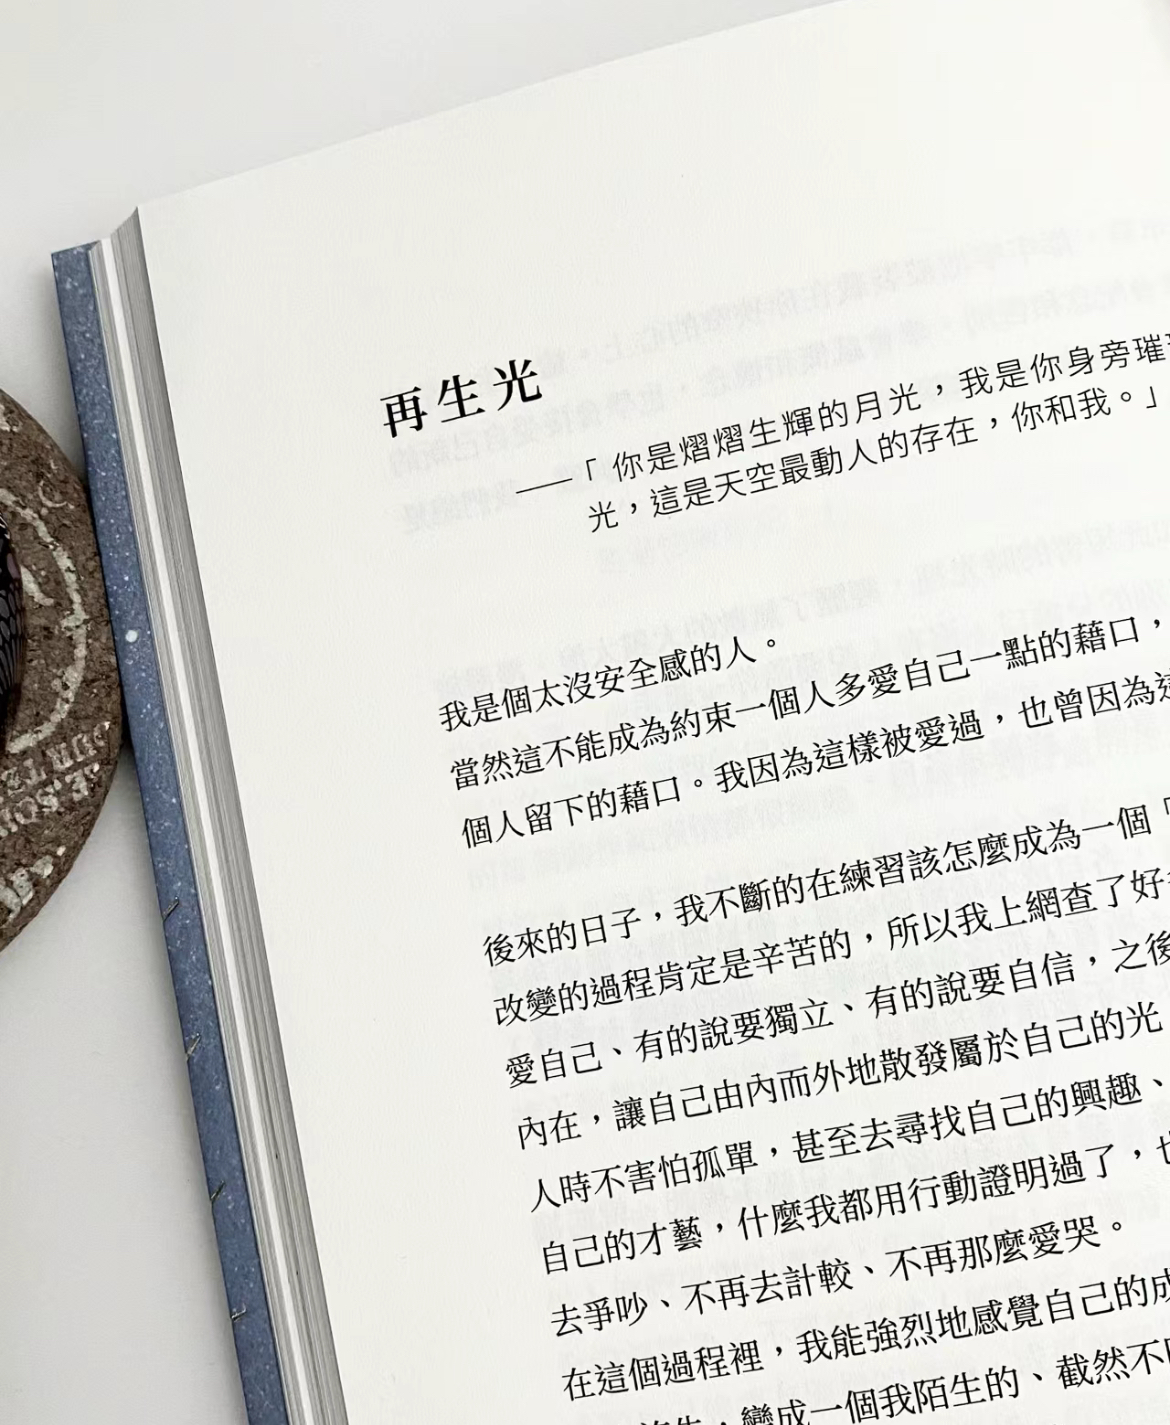 再生光
——「你是熠熠生輝的月光，我是你身旁璀
光，這是天空最動人的存在，你和我。」
我是個太沒安全感的人。
當然這不能成為約束一個人多愛自己一點的藉口，
個人留下的藉口。我因為這樣被愛過，也曾因為這
後來的日子，我不斷的在練習該怎麼成為一個「
改變的過程肯定是辛苦的，所以我上網查了好
愛自己、有的說要獨立、有的說要自信，之後
內在，讓自己由內而外地散發屬於自己的光
人時不害怕孤單，甚至去尋找自己的興趣、
自己的才藝，什麼我都用行動證明過了，也
去爭吵、不再去計較、不再那麼愛哭。
在這個過程裡，我能強烈地感覺自己的成
，變成一個我陌生的、截然不